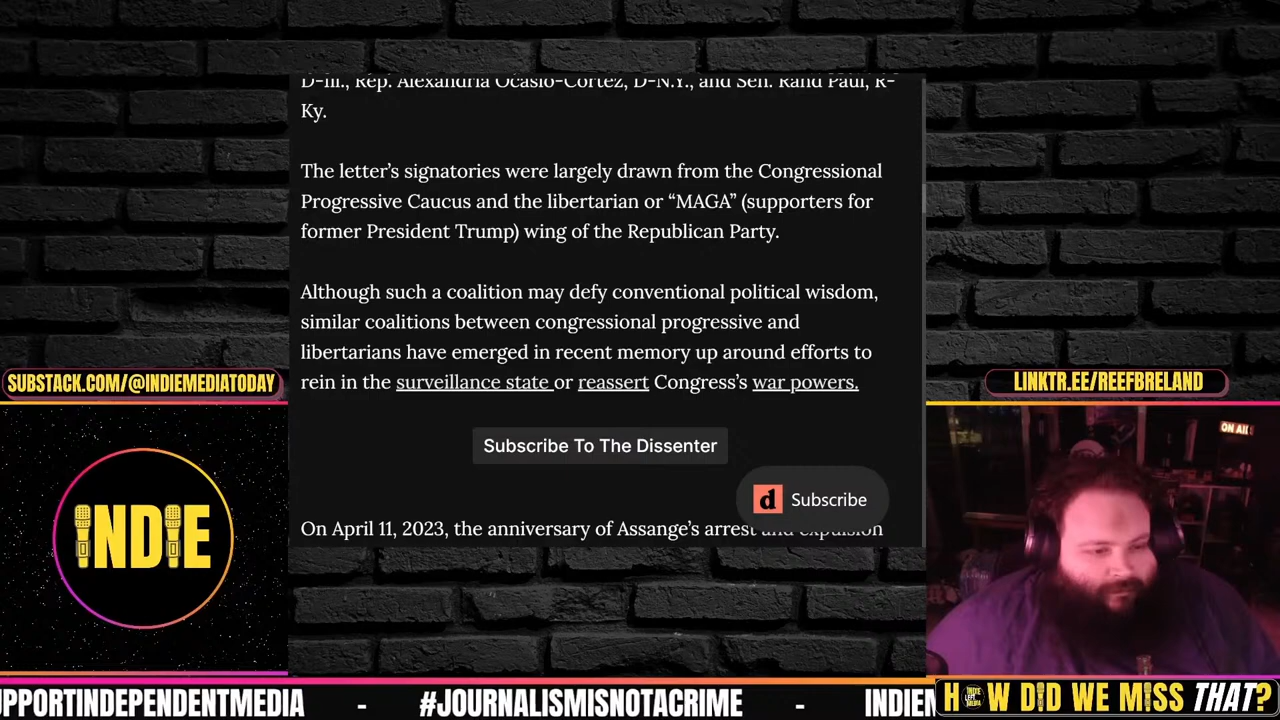 D-Ill., Rep. Alexandria Ocasio-Cortez, D-N.Y., and Sen. Rand Paul, R-
Ky.
The letter’s signatories were largely drawn from the Congressional
Progressive Caucus and the libertarian or “MAGA” (supporters for
former President Trump) wing of the Republican Party.
Although such a coalition may defy conventional political wisdom,
similar coalitions between congressional progressive and
libertarians have emerged in recent memory up around efforts to
rein in the surveillance state or reassert Congress’s war powers.
Subscribe To The Dissenter
d Subscribe
On April 11, 2023, the anniversary of Assange’s arrest and expulsion
SUBSTACK.COM/@INDIEMEDIATODAY
INDIE
LINKTR.EE/REEFBRELAND
ON AIR
UPPORTINDEPENDENTMEDIA - #JOURNALISMISNOTACRIME - INDIEM
HOW DID WE MISS THAT?